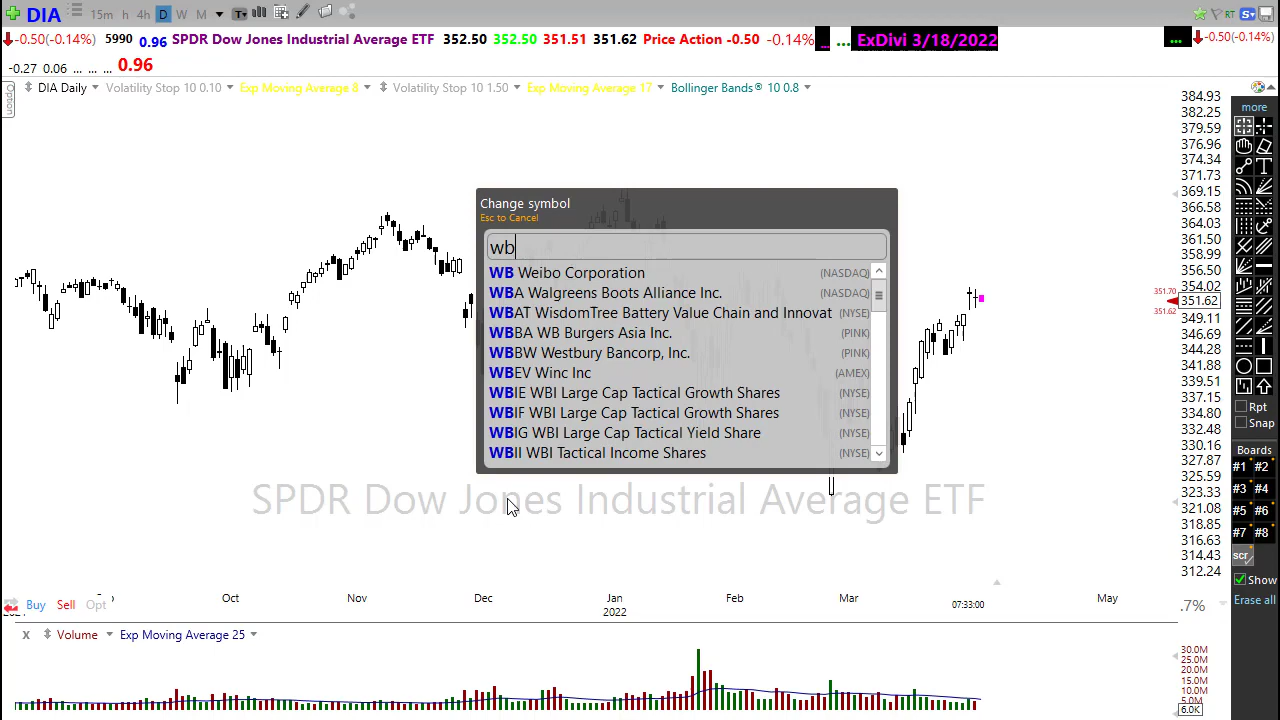 DIA
15m h 4h D W M T RT S
-0.50(-0.14%) 5990 0.96 SPDR Dow Jones Industrial Average ETF 352.50 352.50 351.51 351.62 Price Action -0.50 -0.14% ... ... ExDivi 3/18/2022 ... -0.50(-0.14%)
-0.27 0.06 ... ... 0.96
Option
DIA Daily Volatility Stop 10 0.10 Exp Moving Average 8 Volatility Stop 10 1.50 Exp Moving Average 17 Bollinger Bands® 10 0.8
384.93
382.25
379.59
376.96
374.34
371.73
369.15
366.58
364.03
361.50
358.99
356.50
354.02
351.70
351.62
351.62
349.11
346.69
344.28
341.89
339.51
337.15
334.80
332.48
330.16
327.87
325.59
323.33
321.08
318.85
316.63
314.43
312.24
more
T
Rpt
Snap
Boards
#1 #2
#3 #4
#5 #6
#7 #8
scr
Show
Erase all
Change symbol
Esc to Cancel
wb
WB Weibo Corporation (NASDAQ)
WBA Walgreens Boots Alliance Inc. (NASDAQ)
WBAT WisdomTree Battery Value Chain and Innovat (NYSE)
WBBA WB Burgers Asia Inc. (PINK)
WBBW Westbury Bancorp, Inc. (PINK)
WBEV Winc Inc (AMEX)
WBIE WBI Large Cap Tactical Growth Shares (NYSE)
WBIF WBI Large Cap Tactical Growth Shares (NYSE)
WBIG WBI Large Cap Tactical Yield Share (NYSE)
WBII WBI Tactical Income Shares (NYSE)
SPDR Dow Jones Industrial Average ETF
Buy Sell Opt
Oct Nov Dec Jan Feb Mar 07:33:00 May
2022
.7%
x Volume Exp Moving Average 25
30.0M
25.0M
20.0M
15.0M
10.0M
5.0M
6.0K